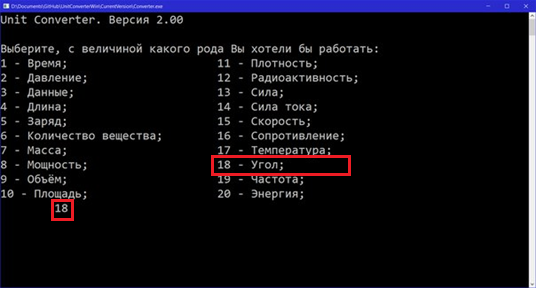 D:\Documents\GitHub\UnitConverterWin\CurrentVersion\Converter.exe
Unit Converter. Версия 2.00
Выберите, с величиной какого рода Вы хотели бы работать:
1 - Время; 11 - Плотность;
2 - Давление; 12 - Радиоактивность;
3 - Данные; 13 - Сила;
4 - Длина; 14 - Сила тока;
5 - Заряд; 15 - Скорость;
6 - Количество вещества; 16 - Сопротивление;
7 - Масса; 17 - Температура;
8 - Мощность; 18 - Угол;
9 - Объём; 19 - Частота;
10 - Площадь; 20 - Энергия;
18